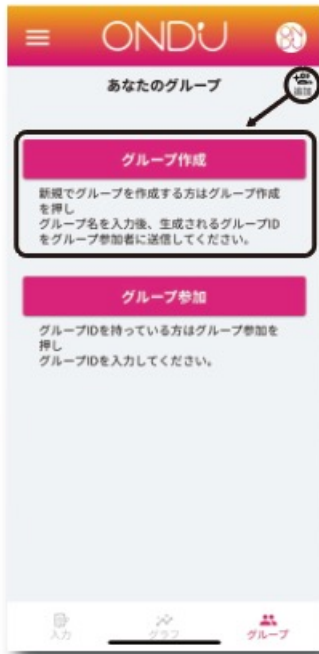 ONDU
あなたのグループ
追加
グループ作成
新規でグループを作成する方はグループ作成
を押し
グループ名を入力後、生成されるグループID
をグループ参加者に送信してください。
グループ参加
グループIDを持っている方はグループ参加を
押し
グループIDを入力してください。
入力
グラフ
グループ